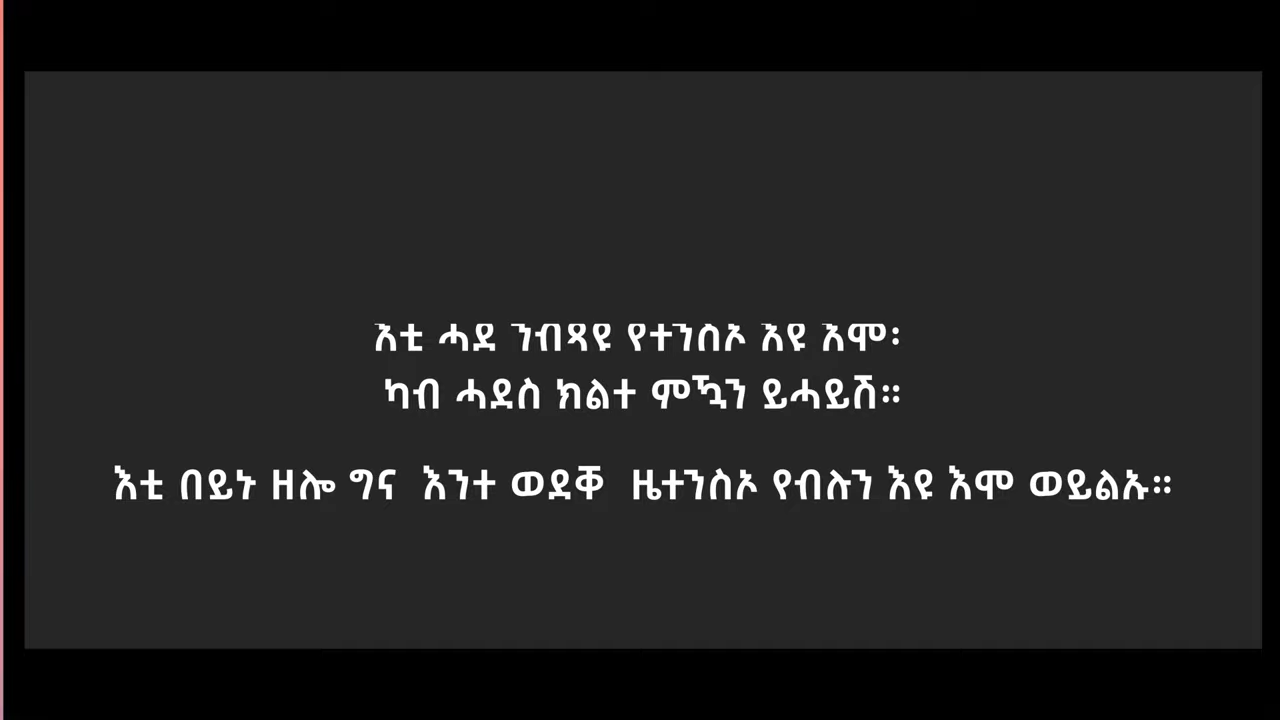 እቲ ሓደ ንብጻዩ የተንስኦ እዩ እሞ፡
ካብ ሓደስ ክልተ ምዃን ይሓይሽ።
እቲ በይኑ ዘሎ ግና እንተ ወደቐ ዜተንስኦ የብሉን እዩ እሞ ወይልኡ።